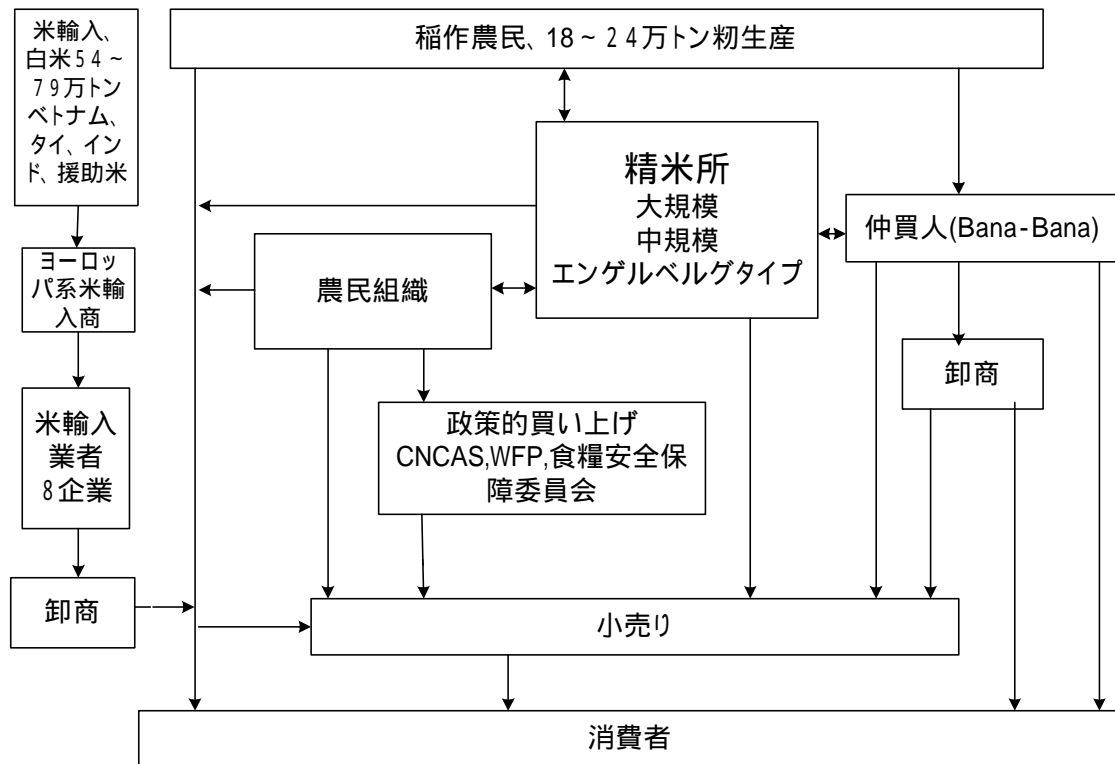 米輸入、
白米５４～
７９万トン
ベトナム、
タイ、イン
ド、援助米
稲作農民、18～２４万トン籾生産
精米所
大規模
中規模
エンゲルベルグタイプ
仲買人(Bana-Bana)
ヨーロッ
パ系米輸
入商
農民組織
卸商
米輸入
業者
８企業
政策的買い上げ
CNCAS,WFP,食糧安全保
障委員会
卸商
小売り
消費者